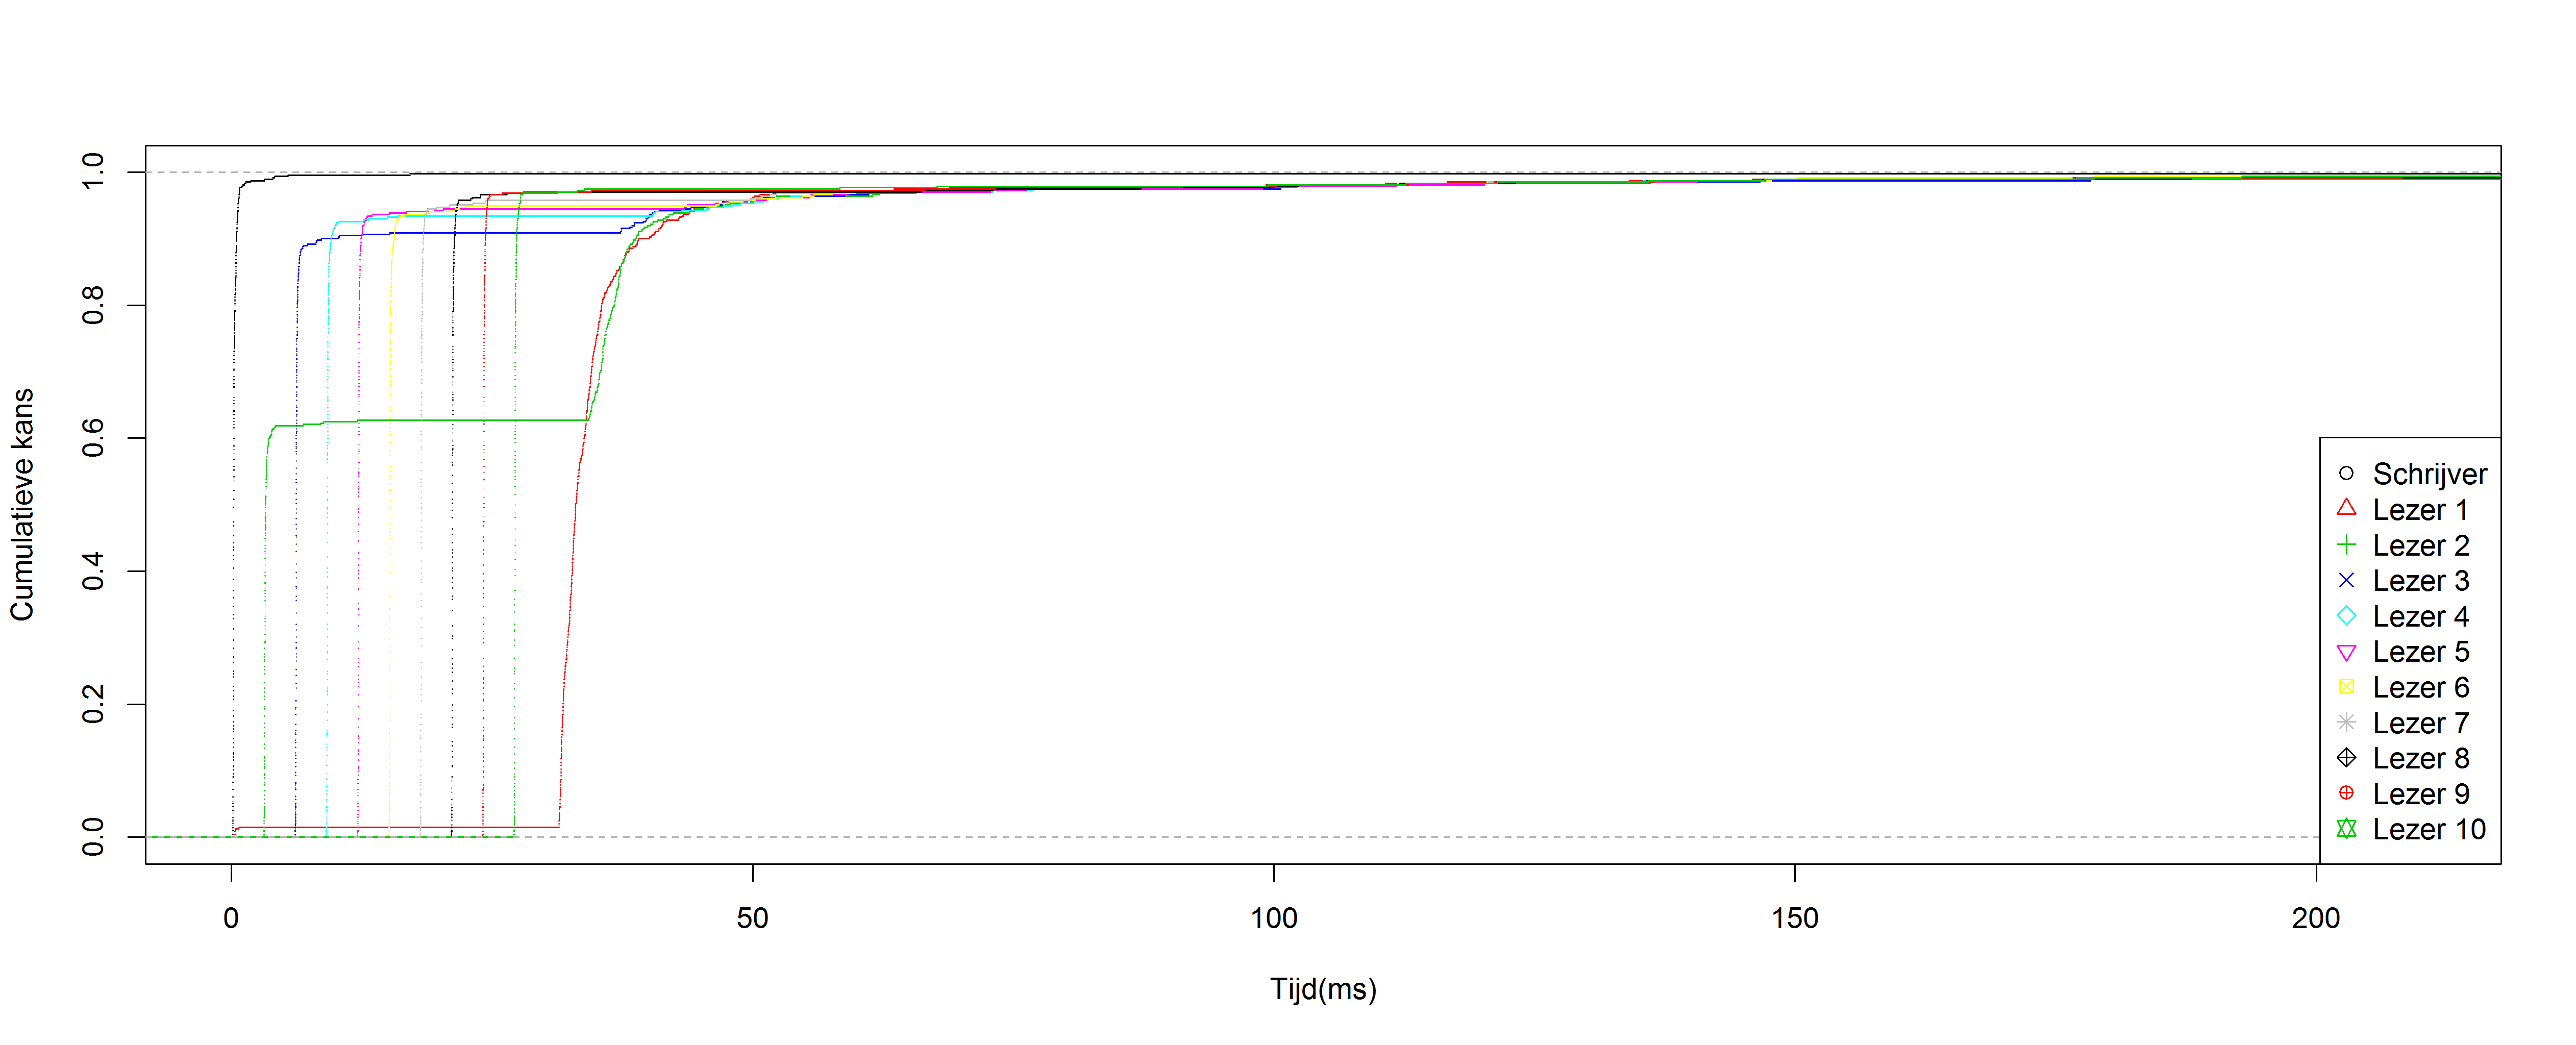 Cumulatieve kans
1.0
0.8
0.6
0.4
0.2
0.0
Schrijver
Lezer 1
Lezer 2
Lezer 3
Lezer 4
Lezer 5
Lezer 6
Lezer 7
Lezer 8
Lezer 9
Lezer 10
0 50 100 150 200
Tijd(ms)